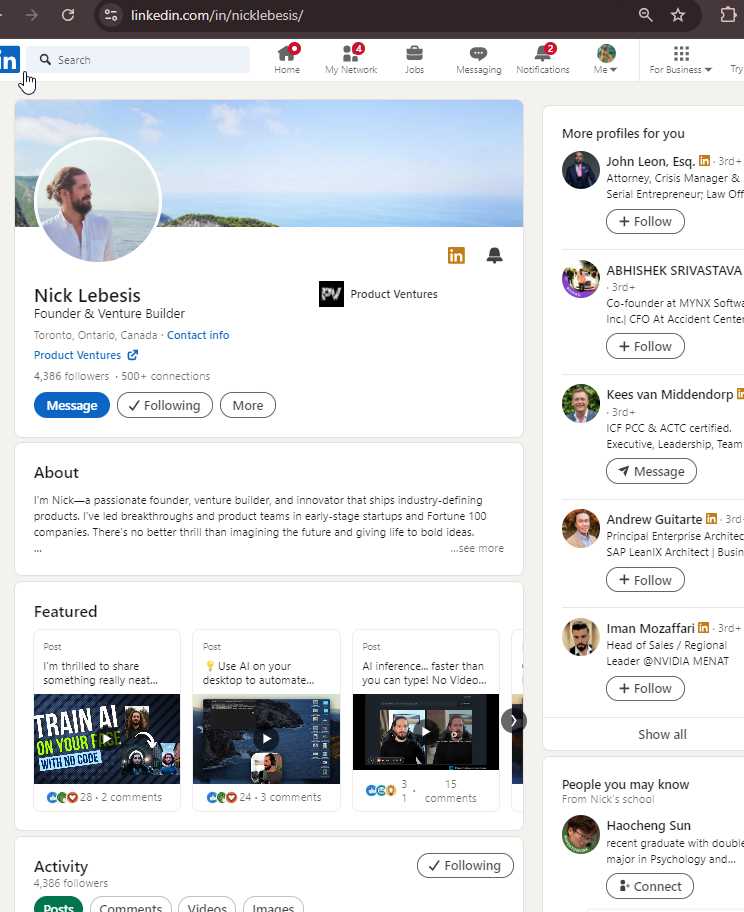 linkedin.com/in/nicklebesis/
in
Search
Home
4
My Network
Jobs
Messaging
2
Notifications
Me
For Business
Try
Nick Lebesis
Founder & Venture Builder
PV
Product Ventures
Toronto, Ontario, Canada · Contact info
Product Ventures
4,386 followers · 500+ connections
Message
Following
More
About
I'm Nick—a passionate founder, venture builder, and innovator that ships industry-defining
products. I've led breakthroughs and product teams in early-stage startups and Fortune 100
companies. There's no better thrill than imagining the future and giving life to bold ideas.
...
...see more
Featured
Post
I'm thrilled to share
something really neat...
TRAIN AI
ON YOUR FACE
WITH NO CODE
28 · 2 comments
Post
💡Use AI on your
desktop to automate...
24 · 3 comments
Post
AI inference... faster than
you can type! No Video...
31 ·
15
comments
Activity
4,386 followers
Following
Posts
Comments
Videos
Images
More profiles for you
John Leon, Esq. in · 3rd+
Attorney, Crisis Manager &
Serial Entrepreneur; Law Off
+ Follow
ABHISHEK SRIVASTAVA
· 3rd+
Co-founder at MYNX Softwa
Inc.| CFO At Accident Center
+ Follow
Kees van Middendorp
· 3rd+
ICF PCC & ACTC certified.
Executive, Leadership, Team
Message
Andrew Guitarte in · 3rd
Principal Enterprise Architec
SAP LeanIX Architect | Busin
+ Follow
Iman Mozaffari in · 3rd+
Head of Sales / Regional
Leader @NVIDIA MENAT
+ Follow
Show all
People you may know
From Nick's school
Haocheng Sun
recent graduate with double
major in Psychology and...
Connect